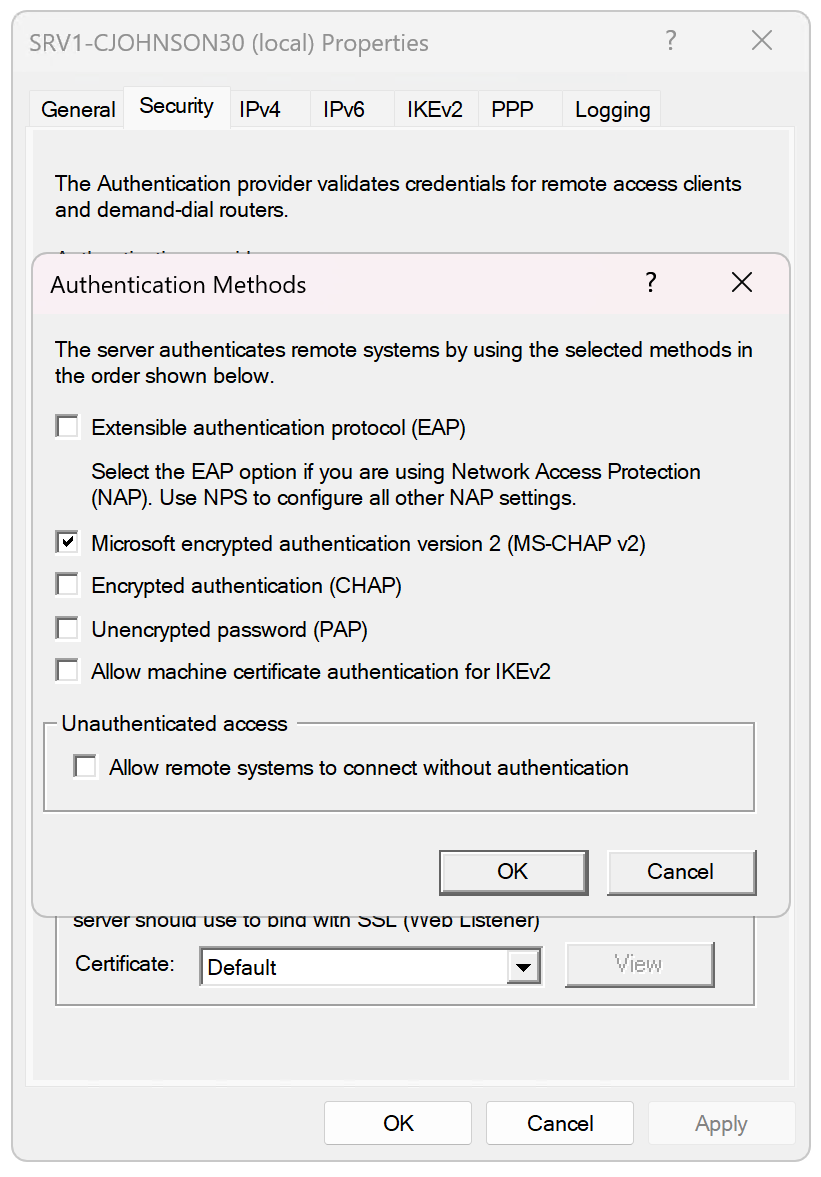 SRV1-CJOHNSON30 (local) Properties
General Security IPv4 IPv6 IKEv2 PPP Logging
The Authentication provider validates credentials for remote access clients
and demand-dial routers.
Authentication Methods
The server authenticates remote systems by using the selected methods in
the order shown below.
Extensible authentication protocol (EAP)
Select the EAP option if you are using Network Access Protection
(NAP). Use NPS to configure all other NAP settings.
Microsoft encrypted authentication version 2 (MS-CHAP v2)
Encrypted authentication (CHAP)
Unencrypted password (PAP)
Allow machine certificate authentication for IKEv2
Unauthenticated access
Allow remote systems to connect without authentication
OK Cancel
server should use to bind with SSL (Web Listener)
Certificate: Default View
OK Cancel Apply